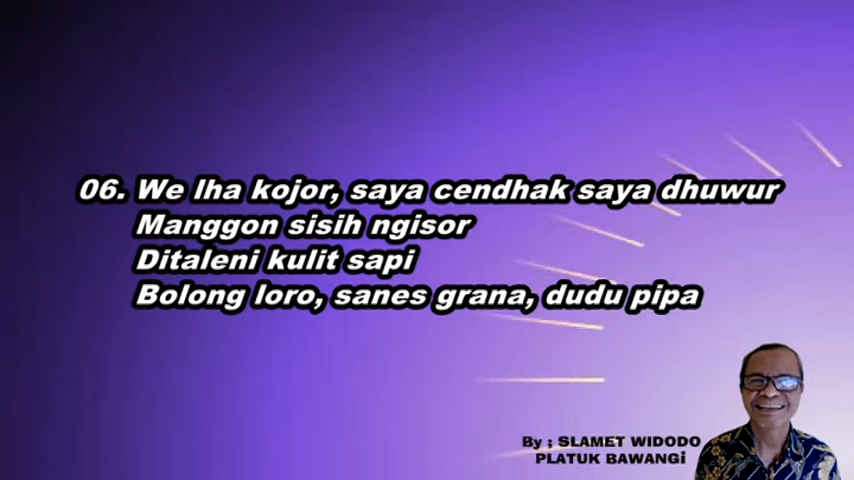 06. We lha kojor, saya cendhak saya dhuwur
Manggon sisih ngisor
Ditaleni kulit sapi
Bolong loro, sanes grana, dudu pipa
By ; SLAMET WIDODO
PLATUK BAWANGi